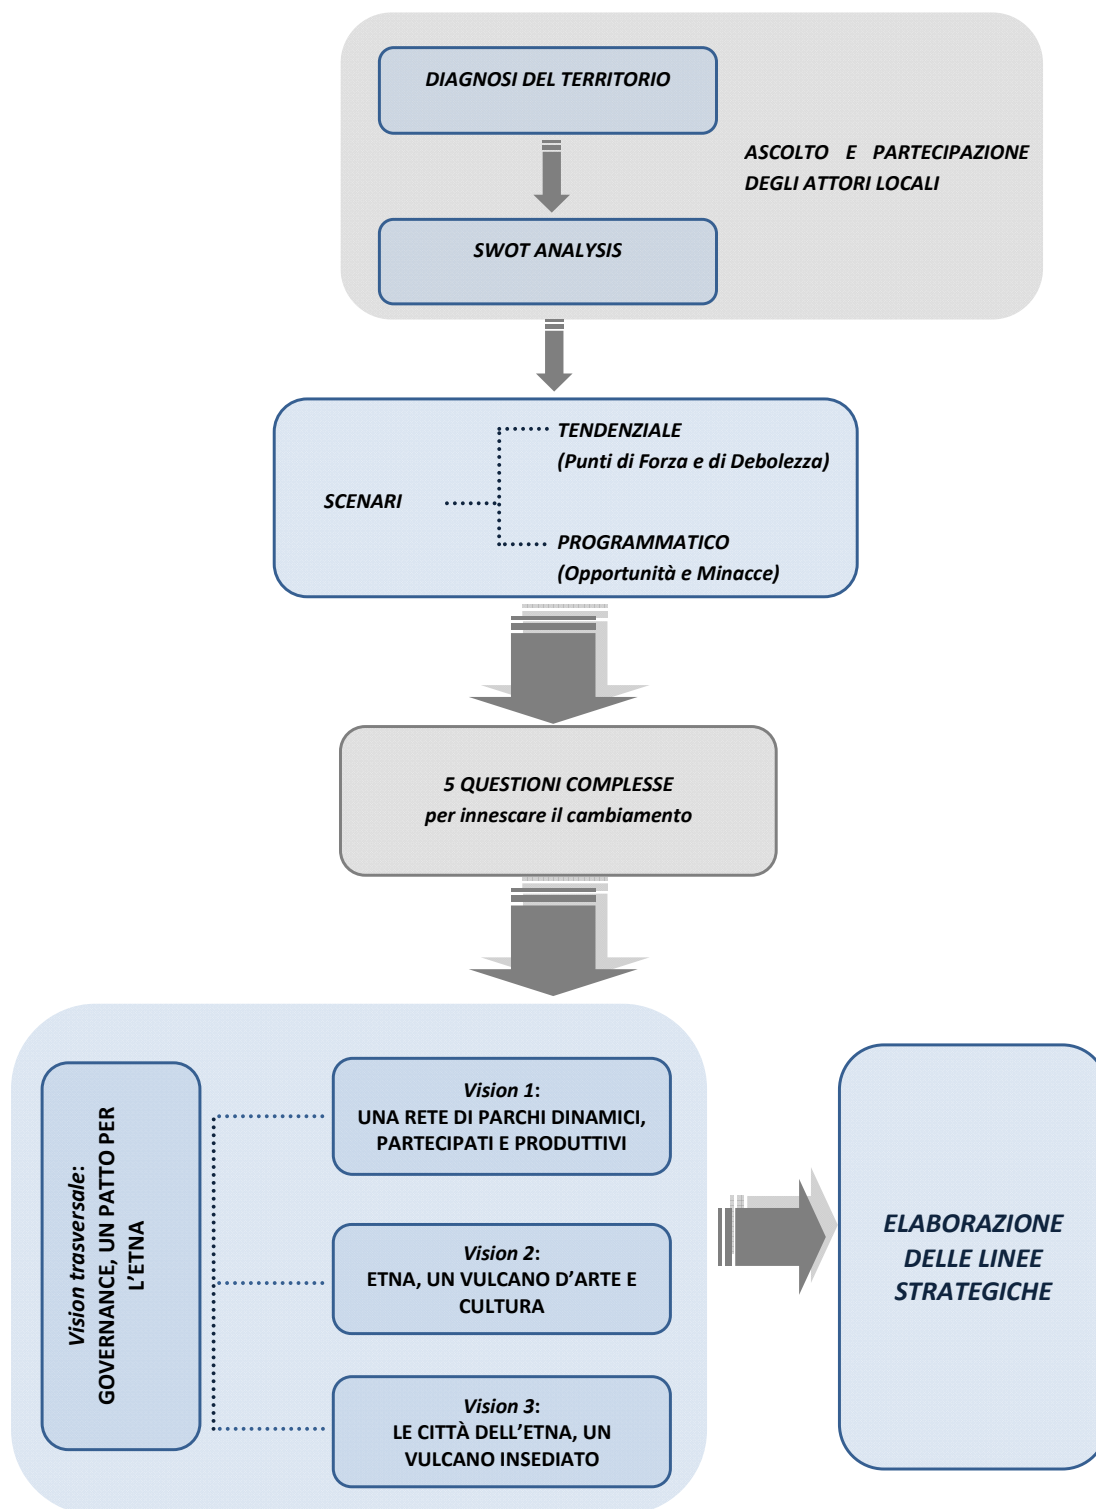 DIAGNOSI DEL TERRITORIO
ASCOLTO E PARTECIPAZIONE
DEGLI ATTORI LOCALI
SWOT ANALYSIS
TENDENZIALE
(Punti di Forza e di Debolezza)
SCENARI
PROGRAMMATICO
(Opportunità e Minacce)
5 QUESTIONI COMPLESSE
per innescare il cambiamento
Vision trasversale:
GOVERNANCE, UN PATTO PER
L’ETNA
Vision 1:
UNA RETE DI PARCHI DINAMICI,
PARTECIPATI E PRODUTTIVI
Vision 2:
ETNA, UN VULCANO D’ARTE E
CULTURA
Vision 3:
LE CITTÀ DELL’ETNA, UN
VULCANO INSEDIATO
ELABORAZIONE
DELLE LINEE
STRATEGICHE